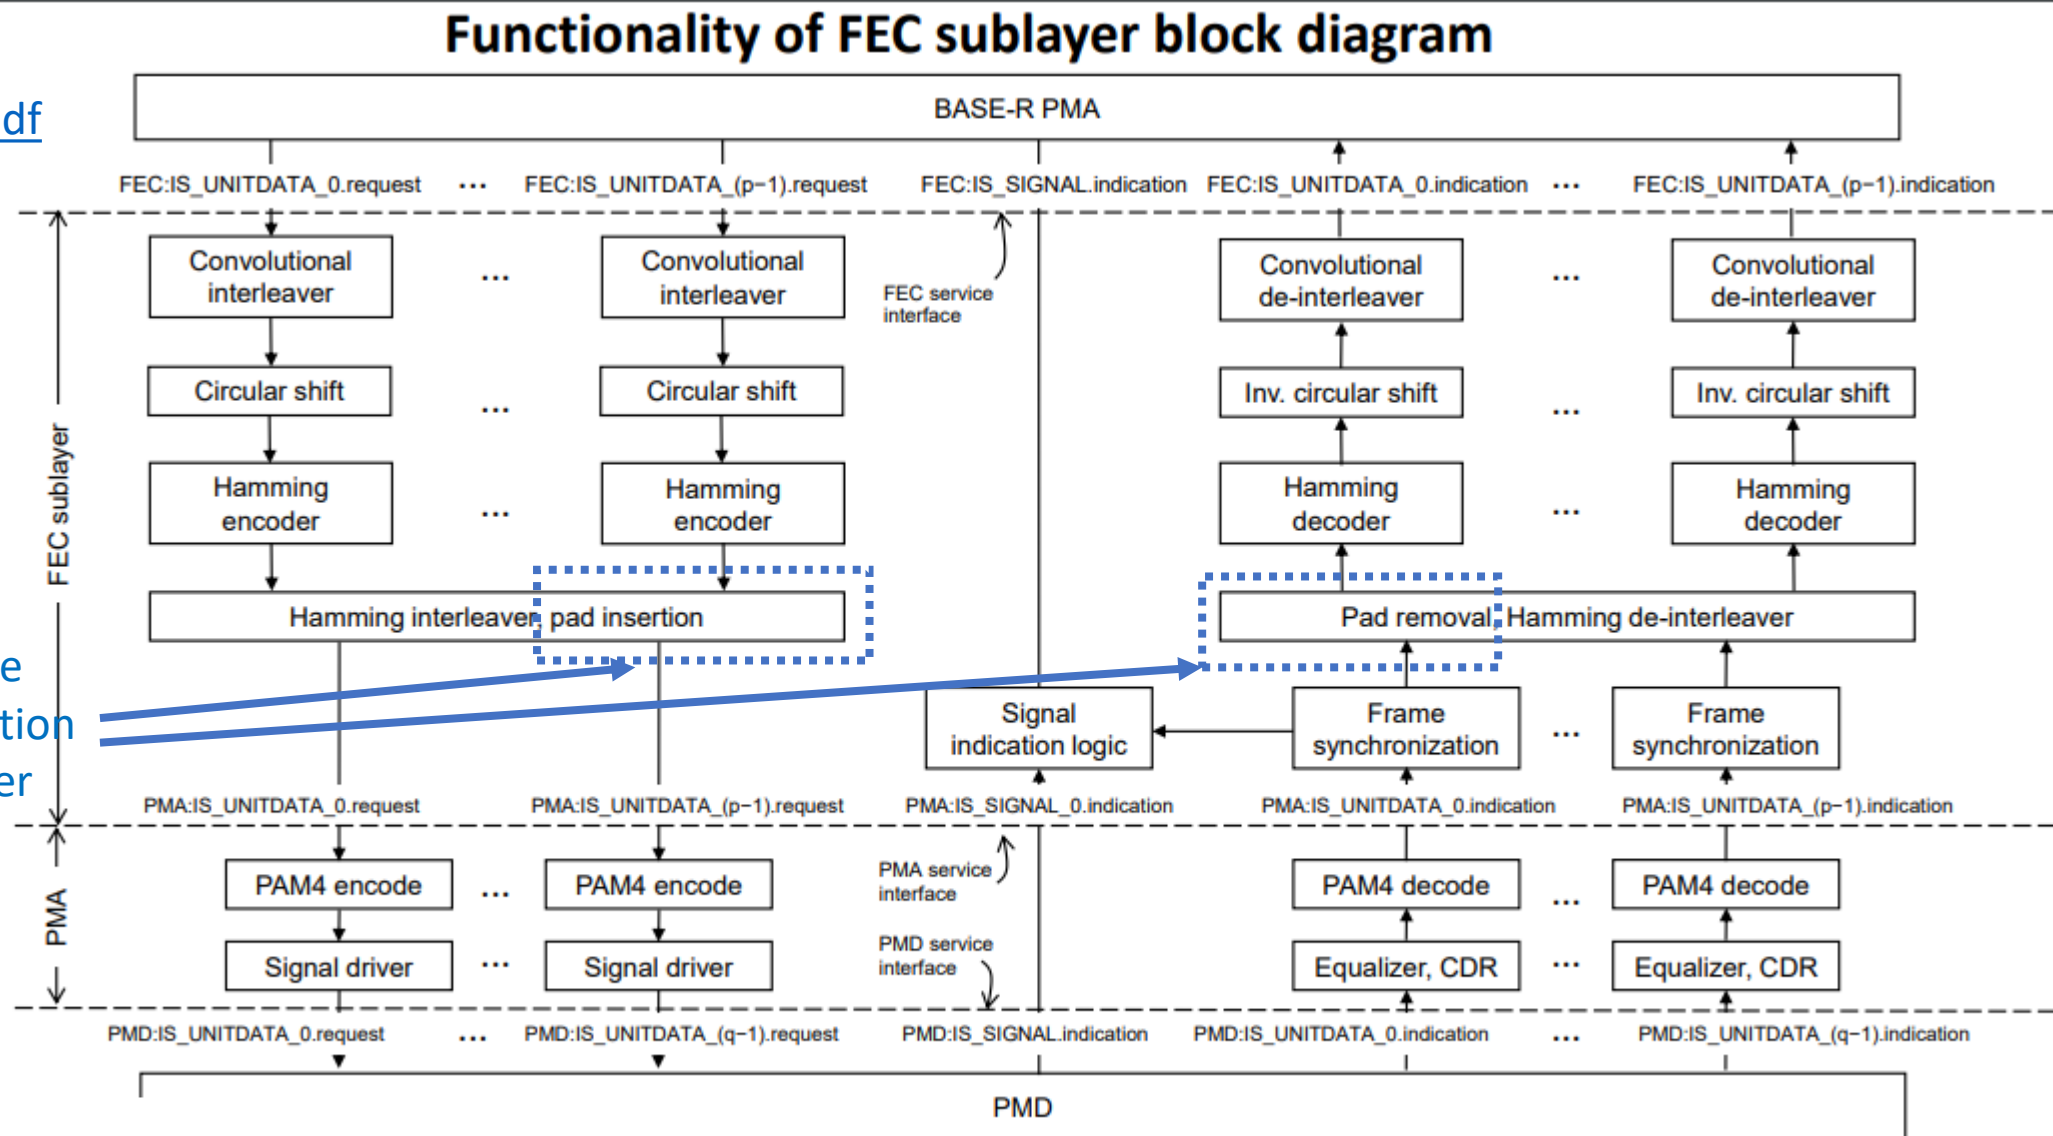 Functionality of FEC sublayer block diagram
df
BASE-R PMA
FEC:IS_UNITDATA_0.request ... FEC:IS_UNITDATA_(p−1).request FEC:IS_SIGNAL.indication FEC:IS_UNITDATA_0.indication ... FEC:IS_UNITDATA_(p−1).indication
Convolutional
interleaver
...
Convolutional
interleaver
FEC service
interface
Convolutional
de-interleaver
...
Convolutional
de-interleaver
Circular shift ... Circular shift Inv. circular shift ... Inv. circular shift
FEC sublayer
Hamming
encoder
...
Hamming
encoder
Hamming
decoder
...
Hamming
decoder
Hamming interleaver, pad insertion
Pad removal, Hamming de-interleaver
e
tion
er
Signal
indication logic
Frame
synchronization
...
Frame
synchronization
PMA:IS_UNITDATA_0.request PMA:IS_UNITDATA_(p−1).request PMA:IS_SIGNAL_0.indication PMA:IS_UNITDATA_0.indication PMA:IS_UNITDATA_(p−1).indication
PMA
PAM4 encode ... PAM4 encode
PMA service
interface
PAM4 decode ... PAM4 decode
Signal driver ... Signal driver
PMD service
interface
Equalizer, CDR ... Equalizer, CDR
PMD:IS_UNITDATA_0.request ... PMD:IS_UNITDATA_(q−1).request PMD:IS_SIGNAL.indication PMD:IS_UNITDATA_0.indication ... PMD:IS_UNITDATA_(q−1).indication
PMD